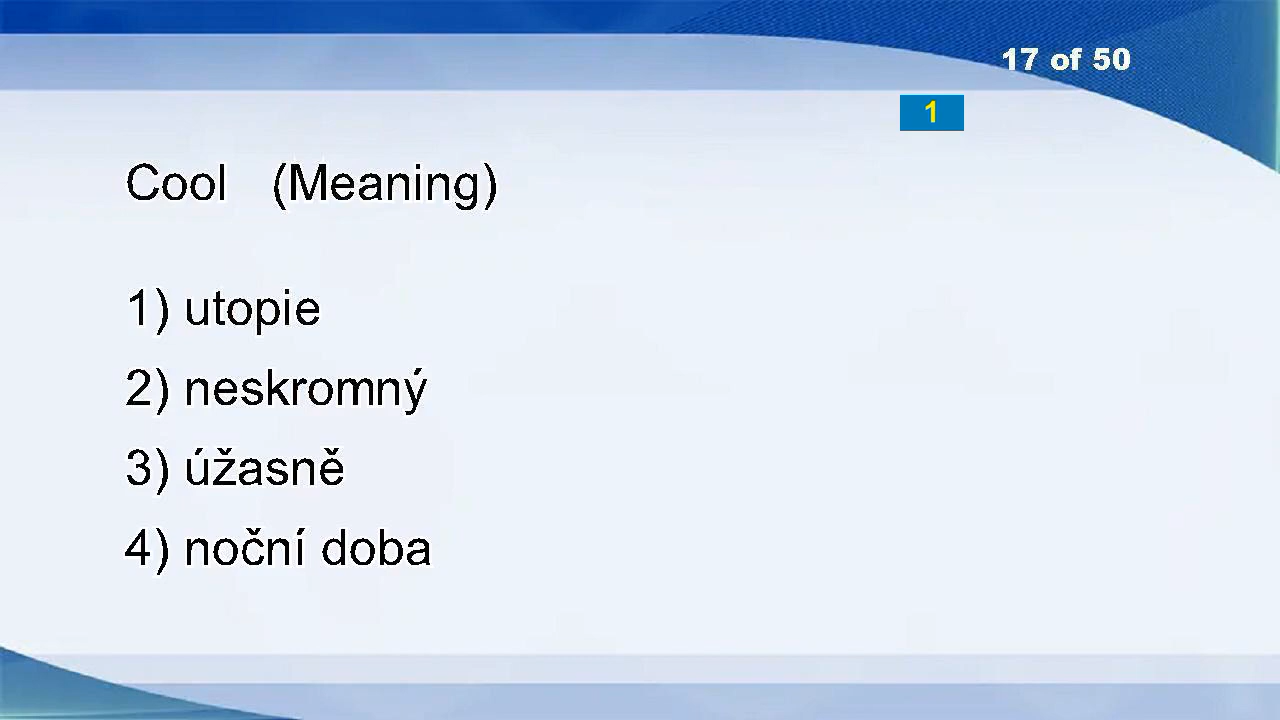 17 of 50
1
Cool (Meaning)
1) utopie
2) neskromný
3) úžasně
4) noční doba